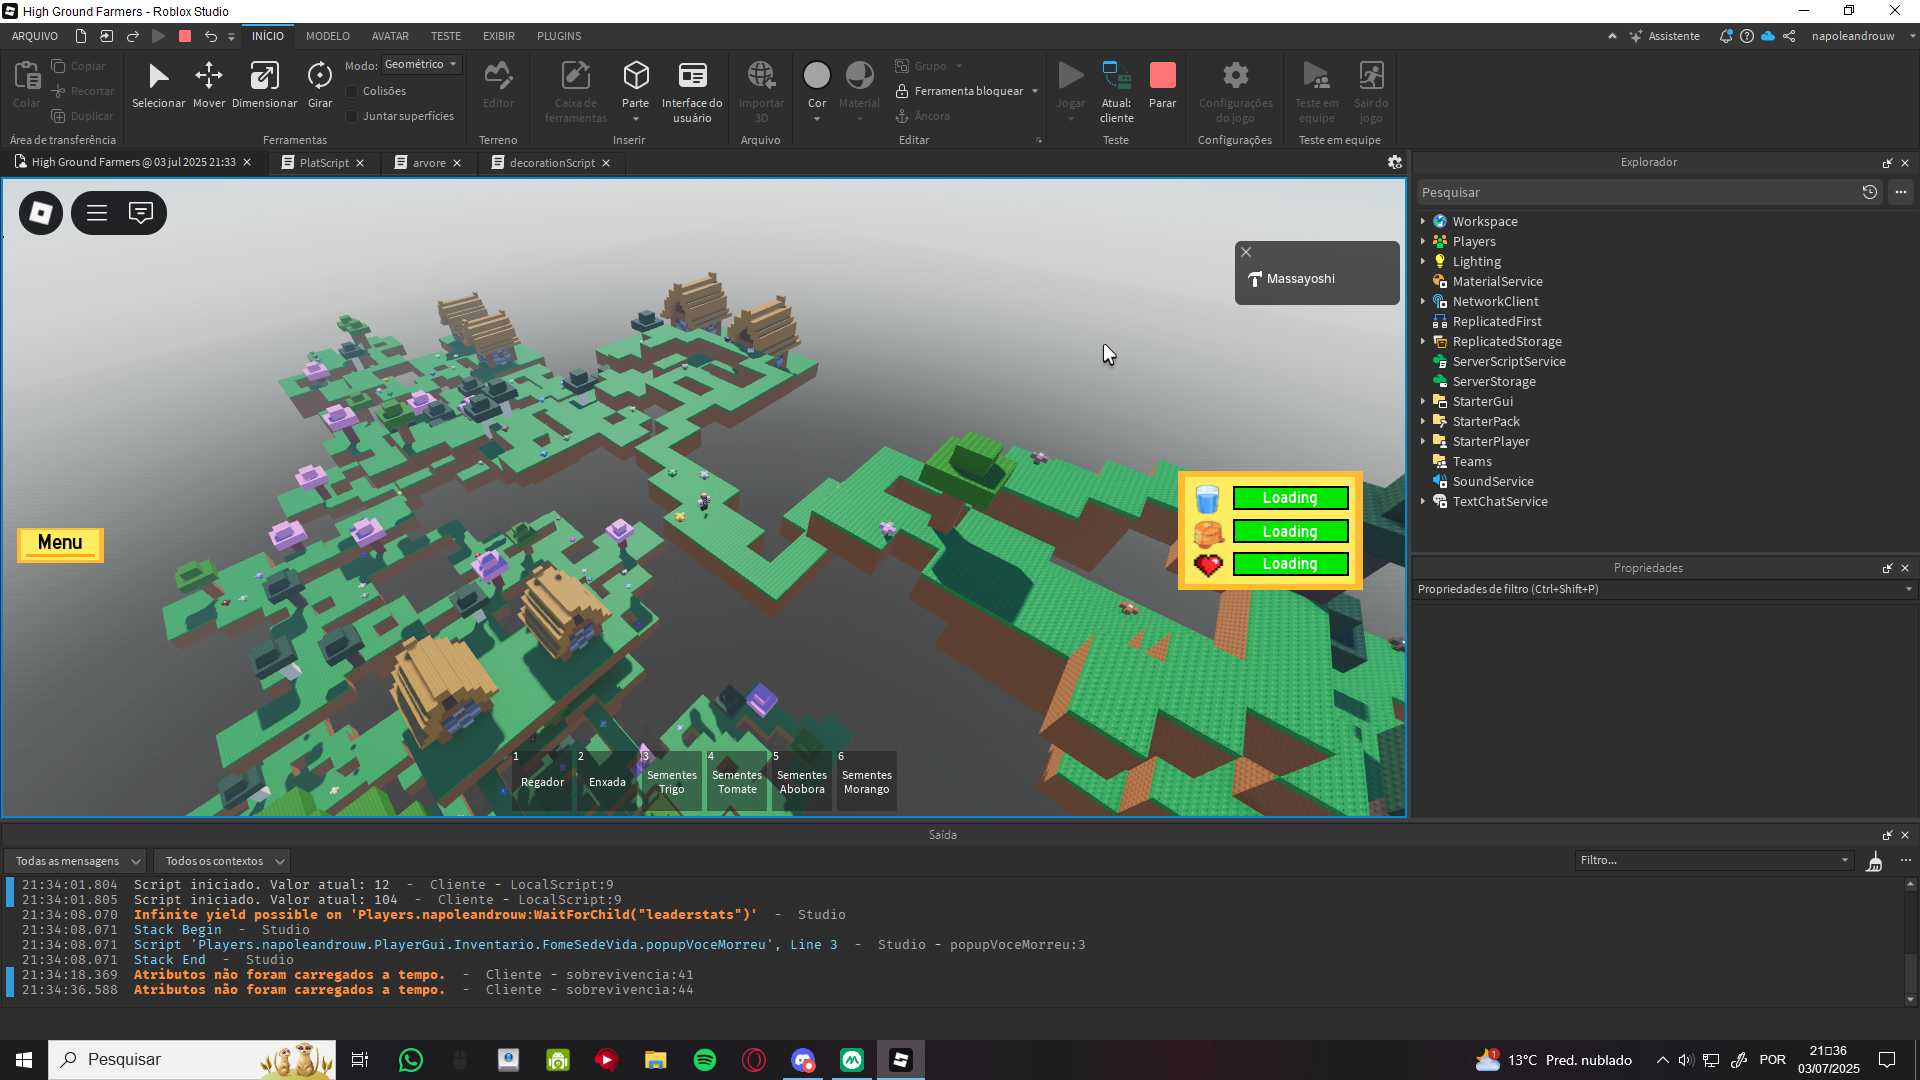 High Ground Farmers - Roblox Studio
ARQUIVO
INÍCIO
MODELO
AVATAR
TESTE
EXIBIR
PLUGINS
Assistente
napoleandrouw
Colar
Copiar
Recortar
Duplicar
Área de transferência
Selecionar
Mover
Dimensionar
Girar
Modo:
Geométrico
Colisões
Juntar superfícies
Ferramentas
Editor
Terreno
Caixa de
ferramentas
Parte
Interface do
usuário
Inserir
Importar
3D
Arquivo
Cor
Material
Grupo
Ferramenta bloquear
Âncora
Editar
Jogar
Atual:
cliente
Parar
Teste
Configurações
do jogo
Configurações
Teste em
equipe
Sair do
jogo
Teste em equipe
High Ground Farmers @ 03 jul 2025 21:33
PlatScript
arvore
decorationScript
Massayoshi
Menu
Loading
Loading
Loading
1
Regador
2
Enxada
3
Sementes
Trigo
4
Sementes
Tomate
5
Sementes
Abobora
6
Sementes
Morango
Explorador
Pesquisar
Workspace
Players
Lighting
MaterialService
NetworkClient
ReplicatedFirst
ReplicatedStorage
ServerScriptService
ServerStorage
StarterGui
StarterPack
StarterPlayer
Teams
SoundService
TextChatService
Propriedades
Propriedades de filtro (Ctrl+Shift+P)
Saída
Todas as mensagens
Todos os contextos
Filtro...
21:34:01.804 Script iniciado. Valor atual: 12 - Cliente - LocalScript:9
21:34:01.805 Script iniciado. Valor atual: 104 - Cliente - LocalScript:9
21:34:08.070 Infinite yield possible on 'Players.napoleandrouw:WaitForChild("leaderstats")' - Studio
21:34:08.071 Stack Begin - Studio
21:34:08.071 Script 'Players.napoleandrouw.PlayerGui.Inventario.FomeSedeVida.popupVoceMorreu', Line 3 - Studio - popupVoceMorreu:3
21:34:08.071 Stack End - Studio
21:34:18.369 Atributos não foram carregados a tempo. - Cliente - sobrevivencia:41
21:34:36.588 Atributos não foram carregados a tempo. - Cliente - sobrevivencia:44
Pesquisar
1
13°C Pred. nublado
POR
21□36
03/07/2025